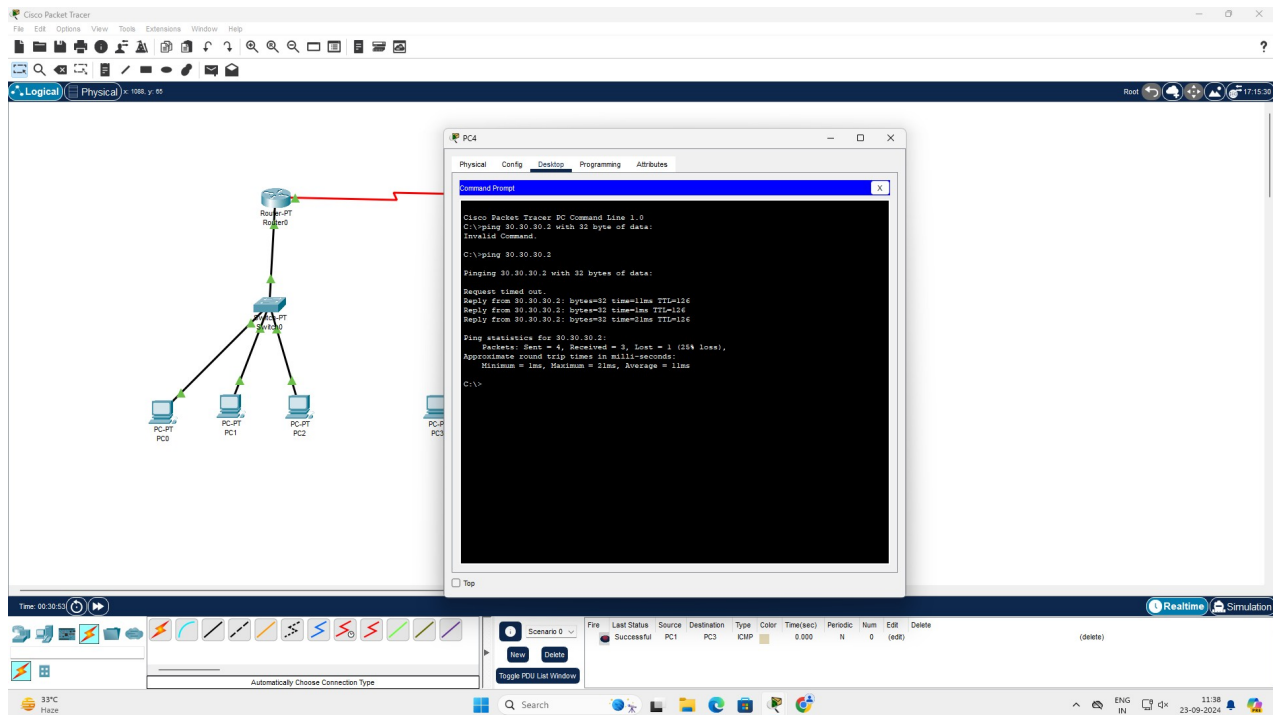 Cisco Packet Tracer
File Edit Options View Tools Extensions Window Help
?
Logical Physical x: 1088, y: 65 Root 17:15:30
PC4
Physical Config Desktop Programming Attributes
Command Prompt X
Cisco Packet Tracer PC Command Line 1.0
C:\>ping 30.30.30.2 with 32 byte of data:
Invalid Command.
C:\>ping 30.30.30.2
Pinging 30.30.30.2 with 32 bytes of data:
Request timed out.
Reply from 30.30.30.2: bytes=32 time=11ms TTL=126
Reply from 30.30.30.2: bytes=32 time=1ms TTL=126
Reply from 30.30.30.2: bytes=32 time=21ms TTL=126
Ping statistics for 30.30.30.2:
Packets: Sent = 4, Received = 3, Lost = 1 (25% loss),
Approximate round trip times in milli-seconds:
Minimum = 1ms, Maximum = 21ms, Average = 11ms
C:\>
Top
Router-PT
Router0
Switch-PT
Switch0
PC-PT
PC0
PC-PT
PC1
PC-PT
PC2
PC-P
PC3
Time: 00:30:53 Realtime Simulation
Scenario 0
New Delete
Toggle PDU List Window
Fire Last Status Source Destination Type Color Time(sec) Periodic Num Edit Delete
Successful PC1 PC3 ICMP 0.000 N 0 (edit) (delete)
Automatically Choose Connection Type
33°C
Haze
Search
ENG
IN
11:38
23-09-2024